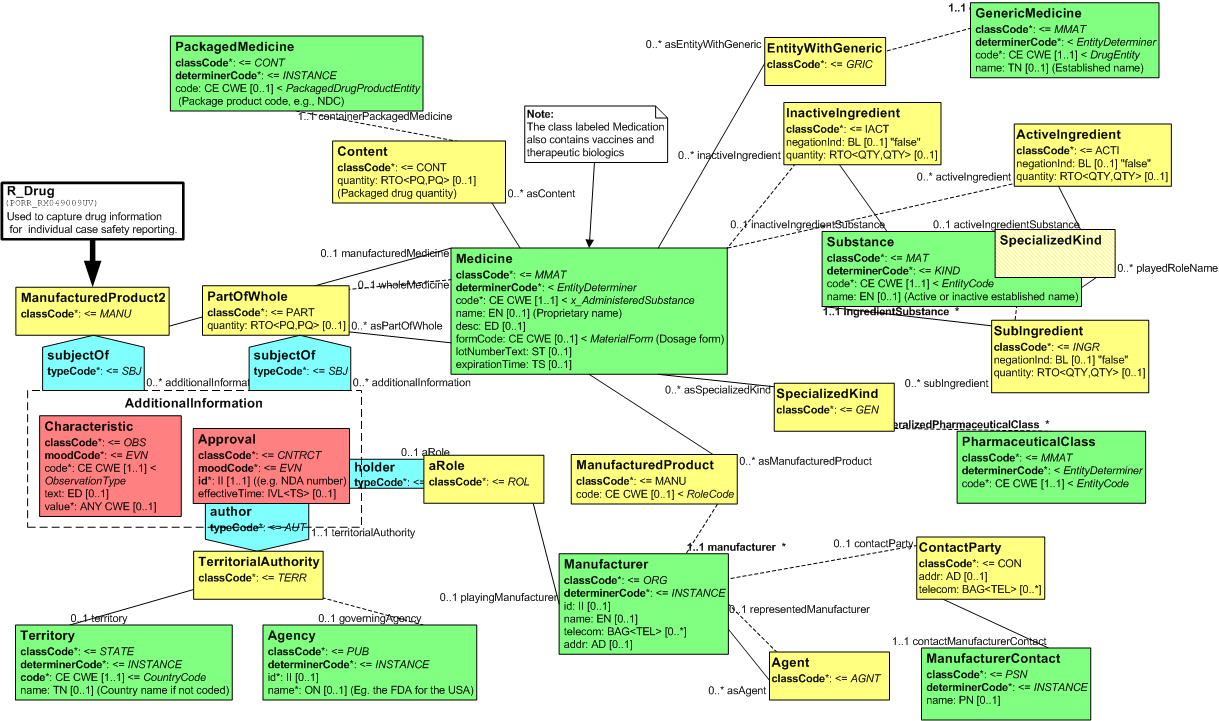 PackagedMedicine
classCode*: <= CONT
determinerCode*: <= INSTANCE
code: CE CWE [0..1] < PackagedDrugProductEntity
(Package product code, e.g., NDC)
1..1 containerPackagedMedicine
Content
classCode*: <= CONT
quantity: RTO<PQ,PQ> [0..1]
(Packaged drug quantity)
0..* asContent
Note:
The class labeled Medication
also contains vaccines and
therapeutic biologics
0..* asEntityWithGeneric
EntityWithGeneric
classCode*: <= GRIC
1..1
GenericMedicine
classCode*: <= MMAT
determinerCode*: < EntityDeterminer
code*: CE CWE [1..1] < DrugEntity
name: TN [0..1] (Established name)
InactiveIngredient
classCode*: <= IACT
negationInd: BL [0..1] "false"
quantity: RTO<QTY,QTY> [0..1]
0..* inactiveIngredient
ActiveIngredient
classCode*: <= ACTI
negationInd: BL [0..1] "false"
quantity: RTO<QTY,QTY> [0..1]
0..* activeIngredient
0..1 inactiveIngredientSubstance
0..1 activeIngredientSubstance
R_Drug
(PORR_RM049009UV)
Used to capture drug information
for individual case safety reporting.
ManufacturedProduct2
classCode*: <= MANU
0..1 manufacturedMedicine
0..1 wholeMedicine
PartOfWhole
classCode*: <= PART
quantity: RTO<PQ,PQ> [0..1]
0..* asPartOfWhole
Medicine
classCode*: <= MMAT
determinerCode*: < EntityDeterminer
code*: CE CWE [1..1] < x_AdministeredSubstance
name: EN [0..1] (Proprietary name)
desc: ED [0..1]
formCode: CE CWE [0..1] < MaterialForm (Dosage form)
lotNumberText: ST [0..1]
expirationTime: TS [0..1]
Substance
classCode*: <= MAT
determinerCode*: <= KIND
code*: CE CWE [1..1] < EntityCode
name: EN [0..1] (Active or inactive established name)
SpecializedKind
0..* playedRoleName
1..1 ingredientSubstance *
SubIngredient
classCode*: <= INGR
negationInd: BL [0..1] "false"
quantity: RTO<QTY,QTY> [0..1]
0..* subIngredient
subjectOf
typeCode*: <= SBJ
0..* additionalInformat
subjectOf
typeCode*: <= SBJ
0..* additionalInformation
AdditionalInformation
Characteristic
classCode*: <= OBS
moodCode*: <= EVN
code*: CE CWE [1..1] <
ObservationType
text: ED [0..1]
value*: ANY CWE [0..1]
Approval
classCode*: <= CNTRCT
moodCode*: <= EVN
id*: II [1..1] ((e.g. NDA number)
effectiveTime: IVL<TS> [0..1]
holder
typeCode*: <=
0..1 aRole
aRole
classCode*: <= ROL
author
typeCode*: <= AUT
1..1 territorialAuthority
TerritorialAuthority
classCode*: <= TERR
0..1 territory
0..1 governingAgency
Territory
classCode*: <= STATE
determinerCode*: <= INSTANCE
code*: CE CWE [1..1] <= CountryCode
name: TN [0..1] (Country name if not coded)
Agency
classCode*: <= PUB
determinerCode*: <= INSTANCE
id*: II [0..1]
name*: ON [0..1] (Eg. the FDA for the USA)
0..* asSpecializedKind
SpecializedKind
classCode*: <= GEN
eralizedPharmaceuticalClass *
PharmaceuticalClass
classCode*: <= MMAT
determinerCode*: < EntityDeterminer
code*: CE CWE [1..1] < EntityCode
ManufacturedProduct
classCode*: <= MANU
code: CE CWE [0..1] < RoleCode
0..* asManufacturedProduct
1..1 manufacturer *
0..1 playingManufacturer
Manufacturer
classCode*: <= ORG
determinerCode*: <= INSTANCE
id: II [0..1]
name: EN [0..1]
telecom: BAG<TEL> [0..*]
addr: AD [0..1]
0..1 contactParty
ContactParty
classCode*: <= CON
addr: AD [0..1]
telecom: BAG<TEL> [0..*]
0..1 representedManufacturer
Agent
classCode*: <= AGNT
0..* asAgent
1..1 contactManufacturerContact
ManufacturerContact
classCode*: <= PSN
determinerCode*: <= INSTANCE
name: PN [0..1]